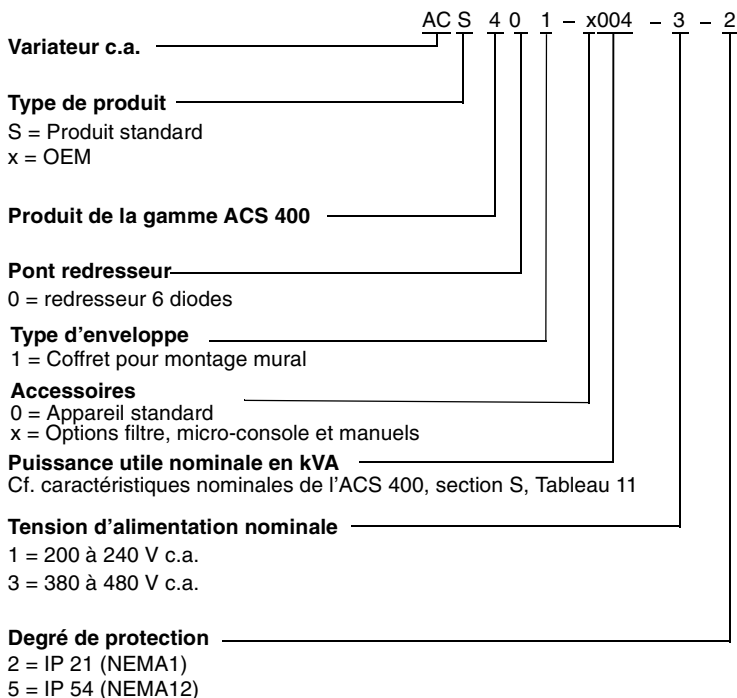 AC S 4 0 1 – x004 – 3 – 2
Variateur c.a.
Type de produit
S = Produit standard
x = OEM
Produit de la gamme ACS 400
Pont redresseur
0 = redresseur 6 diodes
Type d'enveloppe
1 = Coffret pour montage mural
Accessoires
0 = Appareil standard
x = Options filtre, micro-console et manuels
Puissance utile nominale en kVA
Cf. caractéristiques nominales de l'ACS 400, section S, Tableau 11
Tension d'alimentation nominale
1 = 200 à 240 V c.a.
3 = 380 à 480 V c.a.
Degré de protection
2 = IP 21 (NEMA1)
5 = IP 54 (NEMA12)